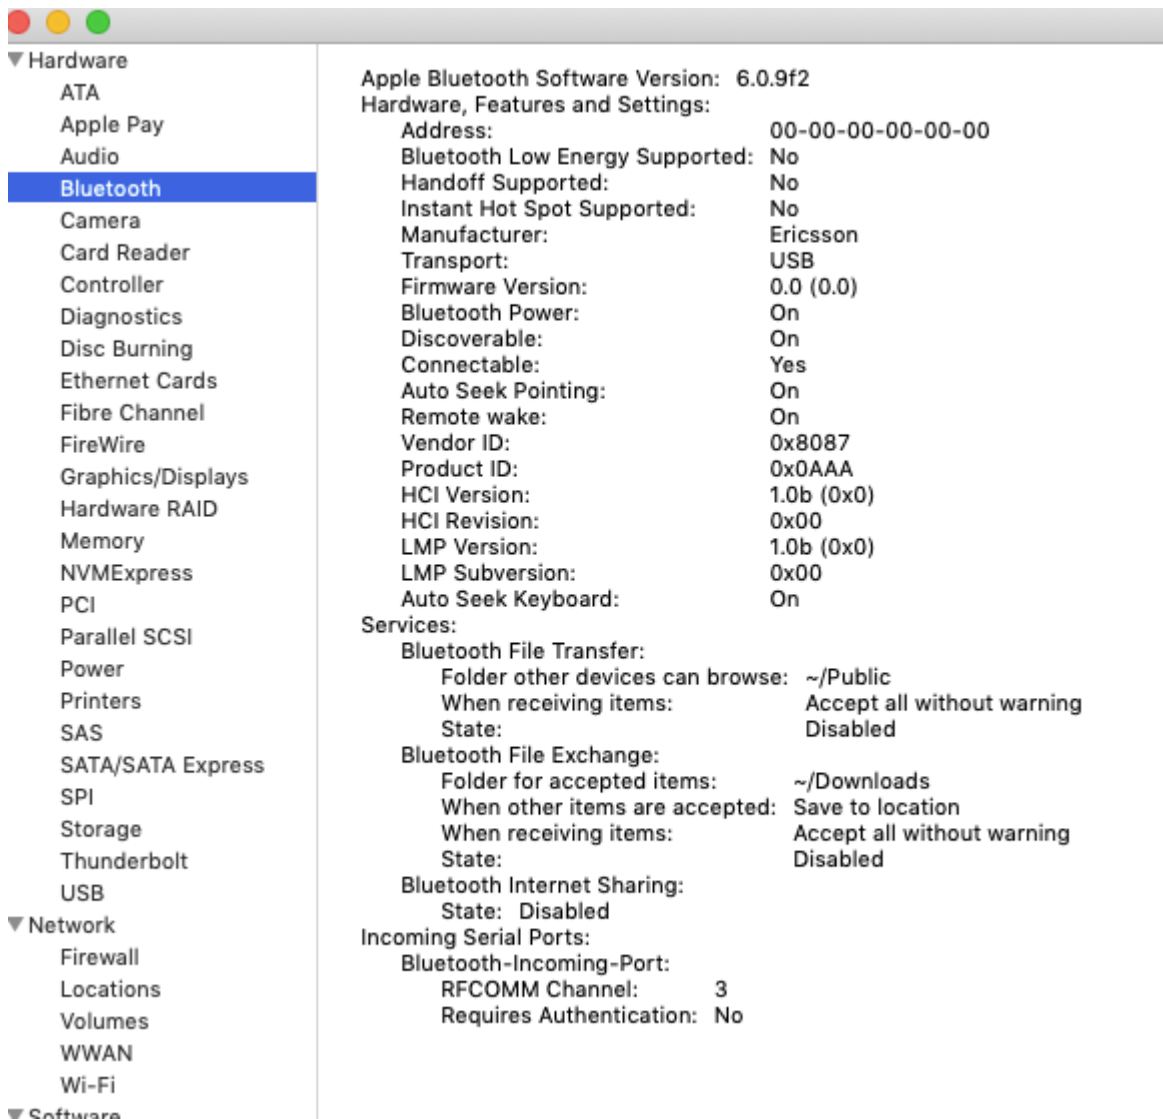 Hardware
ATA
Apple Pay
Audio
Bluetooth
Camera
Card Reader
Controller
Diagnostics
Disc Burning
Ethernet Cards
Fibre Channel
FireWire
Graphics/Displays
Hardware RAID
Memory
NVMExpress
PCI
Parallel SCSI
Power
Printers
SAS
SATA/SATA Express
SPI
Storage
Thunderbolt
USB
Network
Firewall
Locations
Volumes
WWAN
Wi-Fi
Software
Apple Bluetooth Software Version: 6.0.9f2
Hardware, Features and Settings:
Address: 00-00-00-00-00-00
Bluetooth Low Energy Supported: No
Handoff Supported: No
Instant Hot Spot Supported: No
Manufacturer: Ericsson
Transport: USB
Firmware Version: 0.0 (0.0)
Bluetooth Power: On
Discoverable: On
Connectable: Yes
Auto Seek Pointing: On
Remote wake: On
Vendor ID: 0x8087
Product ID: 0x0AAA
HCI Version: 1.0b (0x0)
HCI Revision: 0x00
LMP Version: 1.0b (0x0)
LMP Subversion: 0x00
Auto Seek Keyboard: On
Services:
Bluetooth File Transfer:
Folder other devices can browse: ~/Public
When receiving items: Accept all without warning
State: Disabled
Bluetooth File Exchange:
Folder for accepted items: ~/Downloads
When other items are accepted: Save to location
When receiving items: Accept all without warning
State: Disabled
Bluetooth Internet Sharing:
State: Disabled
Incoming Serial Ports:
Bluetooth-Incoming-Port:
RFCOMM Channel: 3
Requires Authentication: No